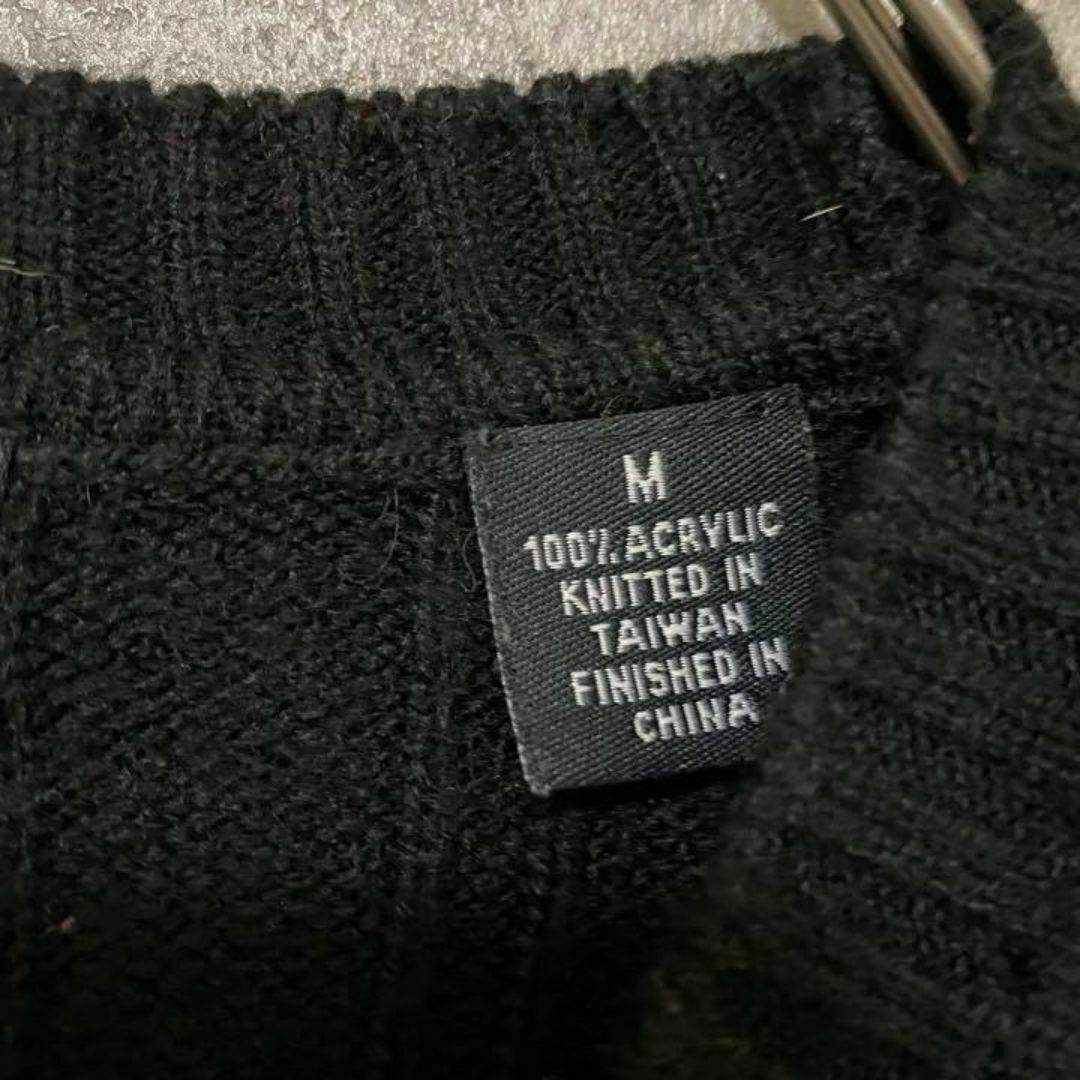 M
100% ACRYLIC
KNITTED IN
TAIWAN
FINISHED IN
CHINA